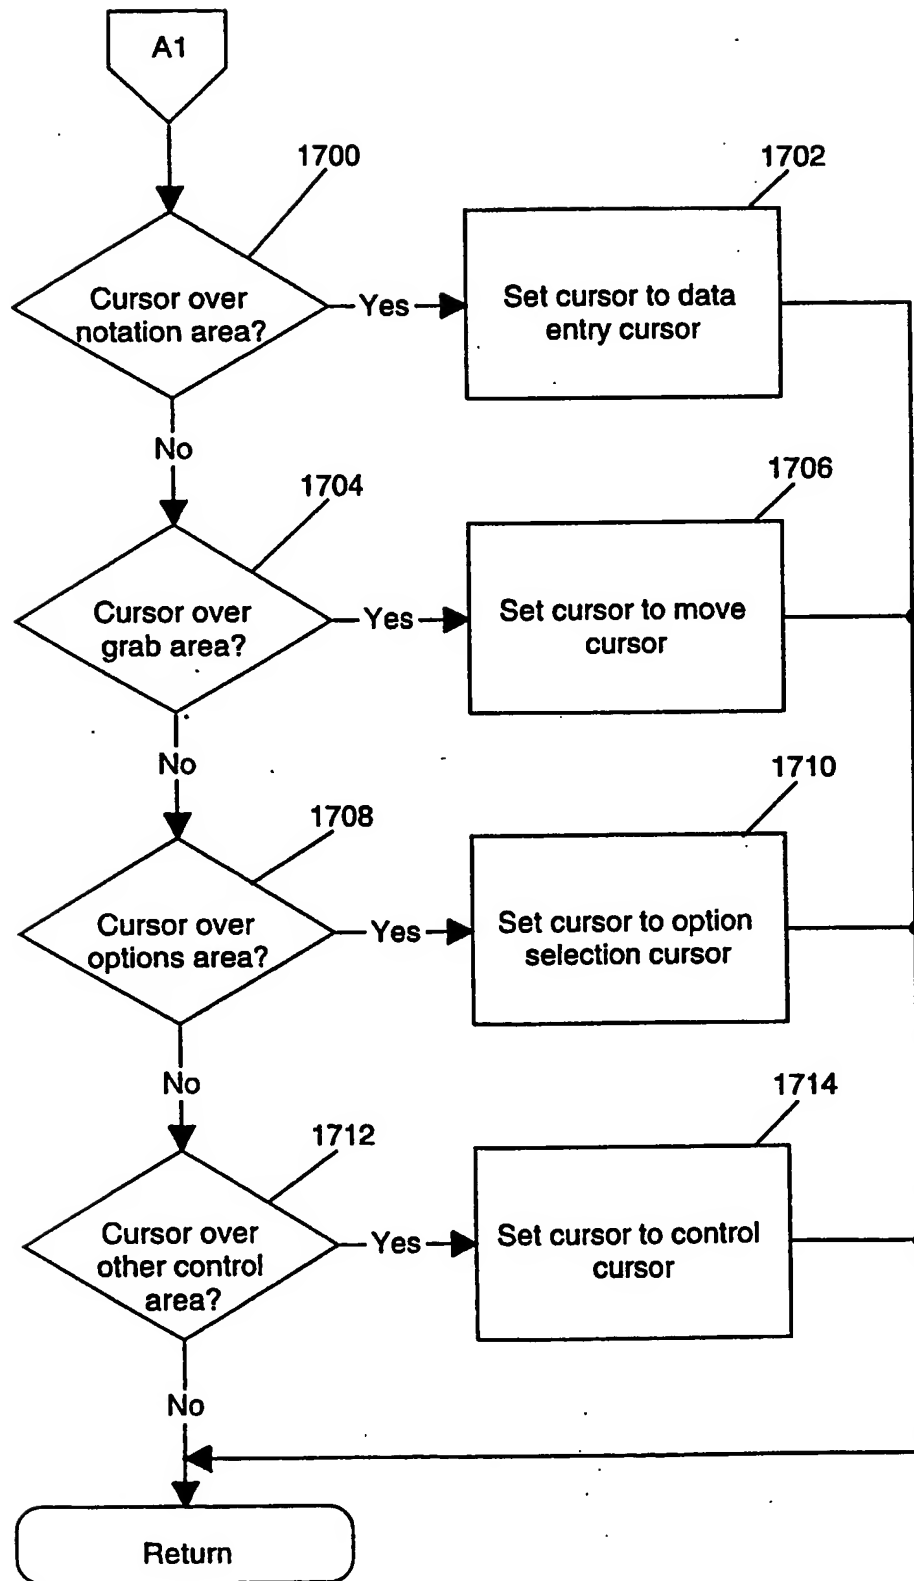 A1
1700
1702
Cursor over
notation area?
Yes
Set cursor to data
entry cursor
No
1704
1706
Cursor over
grab area?
Yes
Set cursor to move
cursor
No
1708
1710
Cursor over
options area?
Yes
Set cursor to option
selection cursor
No
1712
1714
Cursor over
other control
area?
Yes
Set cursor to control
cursor
No
Return